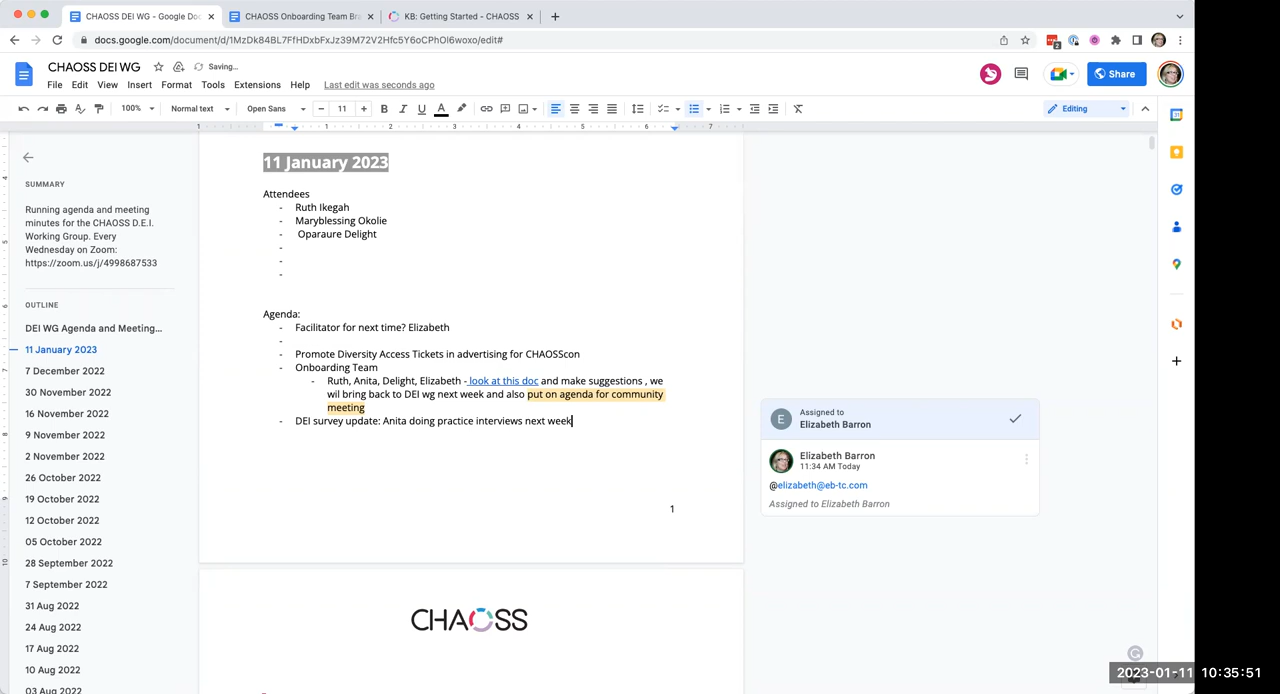 CHAOSS DEI WG - Google Doc
CHAOSS Onboarding Team Bra
KB: Getting Started - CHAOSS
docs.google.com/document/d/1MzDk84BL7FfHDxbFxJz39M72V2Hfc5Y6oCPhOl6woxo/edit#
2
CHAOSS DEI WG
Saving...
File Edit View Insert Format Tools Extensions Help Last edit was seconds ago
Share
100% Normal text Open Sans 11 Editing
1 1 2 3 4 5 6 7
11 January 2023
SUMMARY
Running agenda and meeting
minutes for the CHAOSS D.E.I.
Working Group. Every
Wednesday on Zoom:
https://zoom.us/j/4998687533
OUTLINE
DEI WG Agenda and Meeting...
11 January 2023
7 December 2022
30 November 2022
16 November 2022
9 November 2022
2 November 2022
26 October 2022
19 October 2022
12 October 2022
05 October 2022
28 September 2022
7 September 2022
31 Aug 2022
24 Aug 2022
17 Aug 2022
10 Aug 2022
03 Aug 2022
Attendees
- Ruth Ikegah
- Maryblessing Okolie
- Oparaure Delight
-
-
-
Agenda:
- Facilitator for next time? Elizabeth
-
- Promote Diversity Access Tickets in advertising for CHAOSScon
- Onboarding Team
- Ruth, Anita, Delight, Elizabeth - look at this doc and make suggestions , we
wil bring back to DEI wg next week and also put on agenda for community
meeting
- DEI survey update: Anita doing practice interviews next week
1
CHAOSS
E
Assigned to
Elizabeth Barron
Elizabeth Barron
11:34 AM Today
@elizabeth@eb-tc.com
Assigned to Elizabeth Barron
2023-01-11 10:35:51